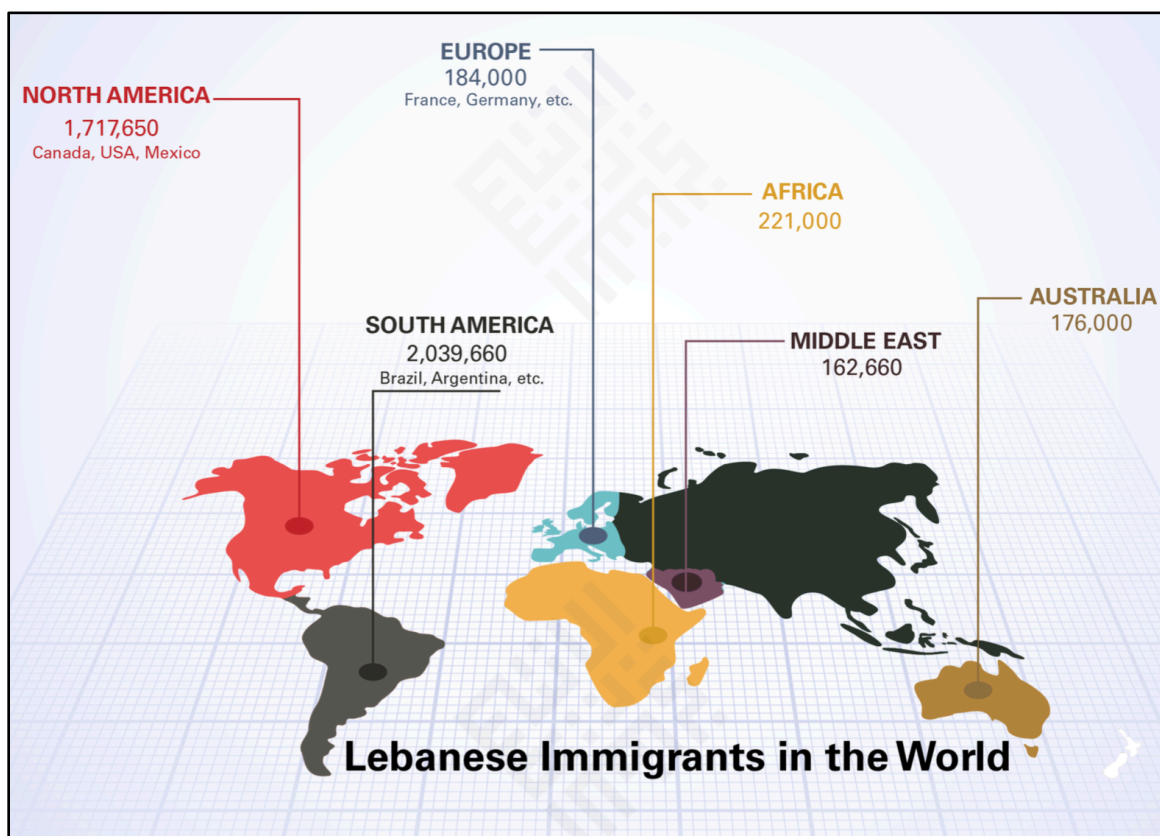 EUROPE
184,000
France, Germany, etc.
NORTH AMERICA
1,717,650
Canada, USA, Mexico
AFRICA
221,000
AUSTRALIA
176,000
SOUTH AMERICA
2,039,660
Brazil, Argentina, etc.
MIDDLE EAST
162,660
Lebanese Immigrants in the World